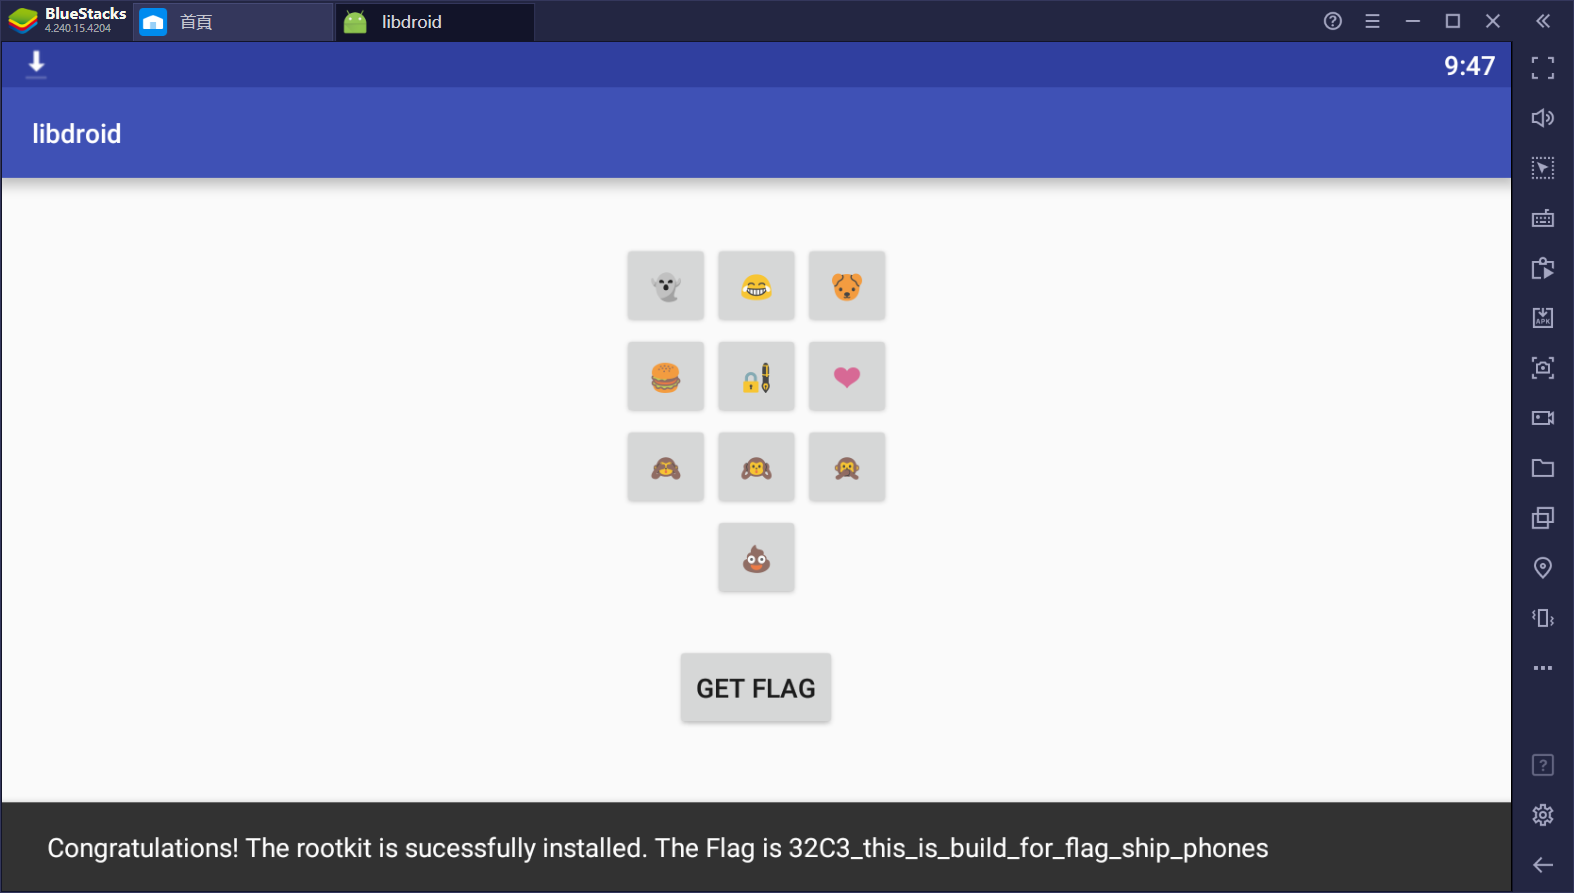 BlueStacks
4.240.15.4204
首頁
libdroid
9:47
libdroid
GET FLAG
Congratulations! The rootkit is sucessfully installed. The Flag is 32C3_this_is_build_for_flag_ship_phones
APK